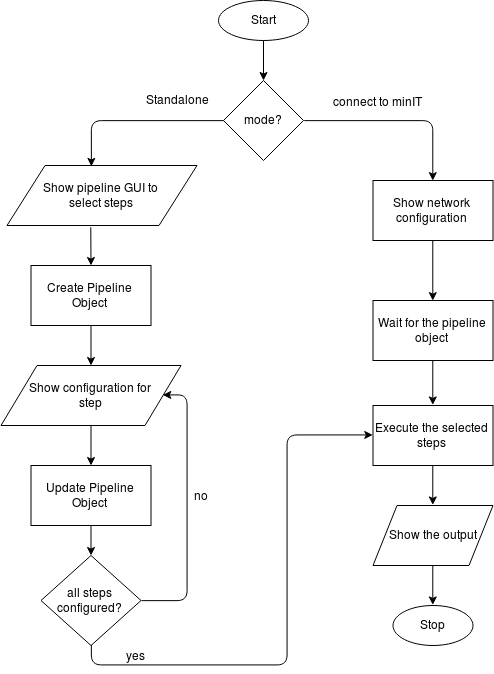 Start
mode?
Standalone
connect to minIT
Show pipeline GUI to
select steps
Create Pipeline
Object
Show configuration for
step
Update Pipeline
Object
no
all steps
configured?
yes
Show network
configuration
Wait for the pipeline
object
Execute the selected
steps
Show the output
Stop